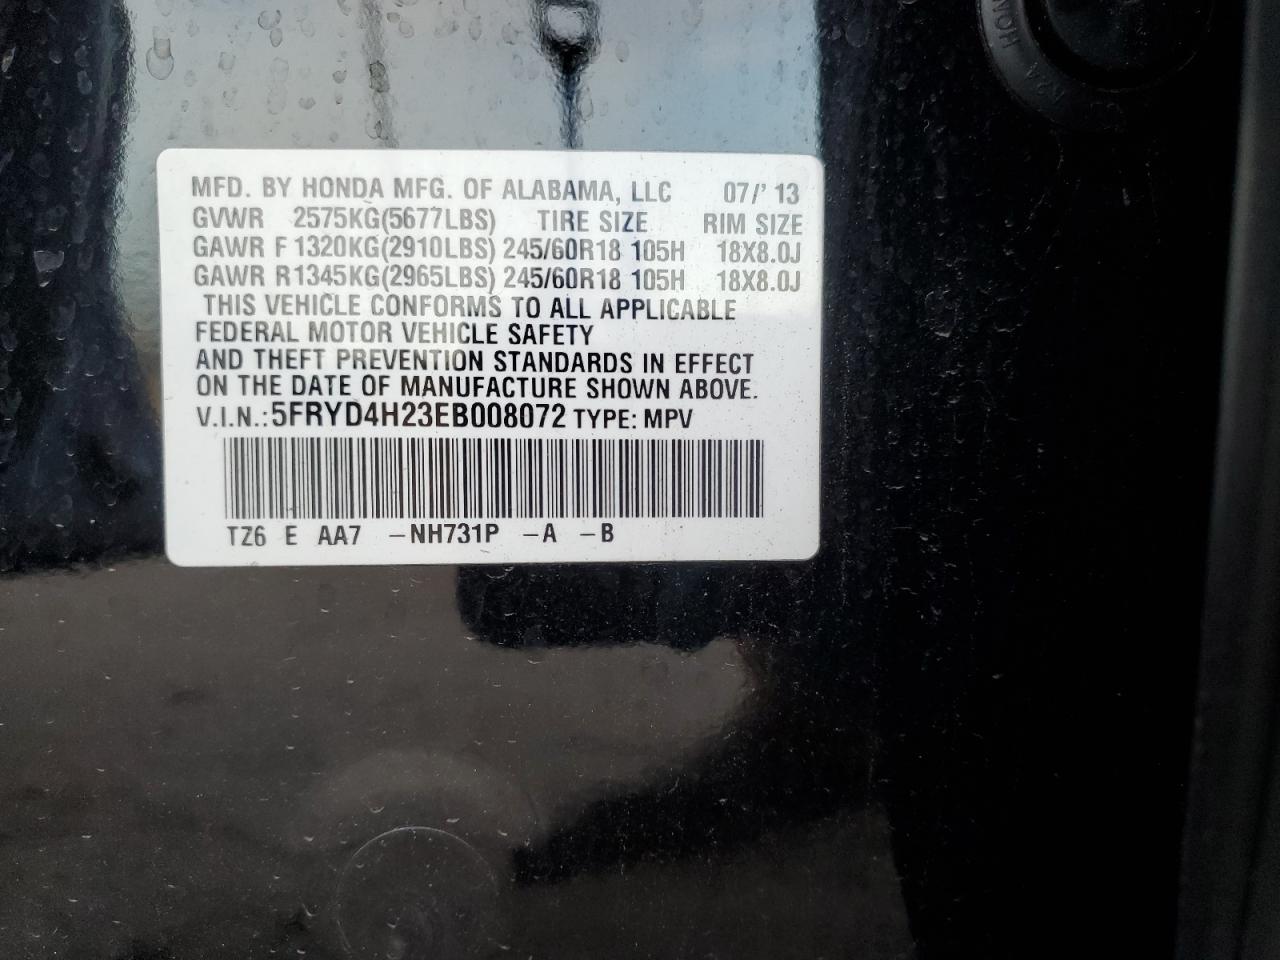 MFD. BY HONDA MFG. OF ALABAMA, LLC 07/' 13
GVWR 2575KG(5677LBS) TIRE SIZE RIM SIZE
GAWR F 1320KG(2910LBS) 245/60R18 105H 18X8.0J
GAWR R1345KG(2965LBS) 245/60R18 105H 18X8.0J
THIS VEHICLE CONFORMS TO ALL APPLICABLE
FEDERAL MOTOR VEHICLE SAFETY
AND THEFT PREVENTION STANDARDS IN EFFECT
ON THE DATE OF MANUFACTURE SHOWN ABOVE.
V.I.N.: 5FRYD4H23EB008072 TYPE: MPV
TZ6 E AA7 -NH731P -A -B